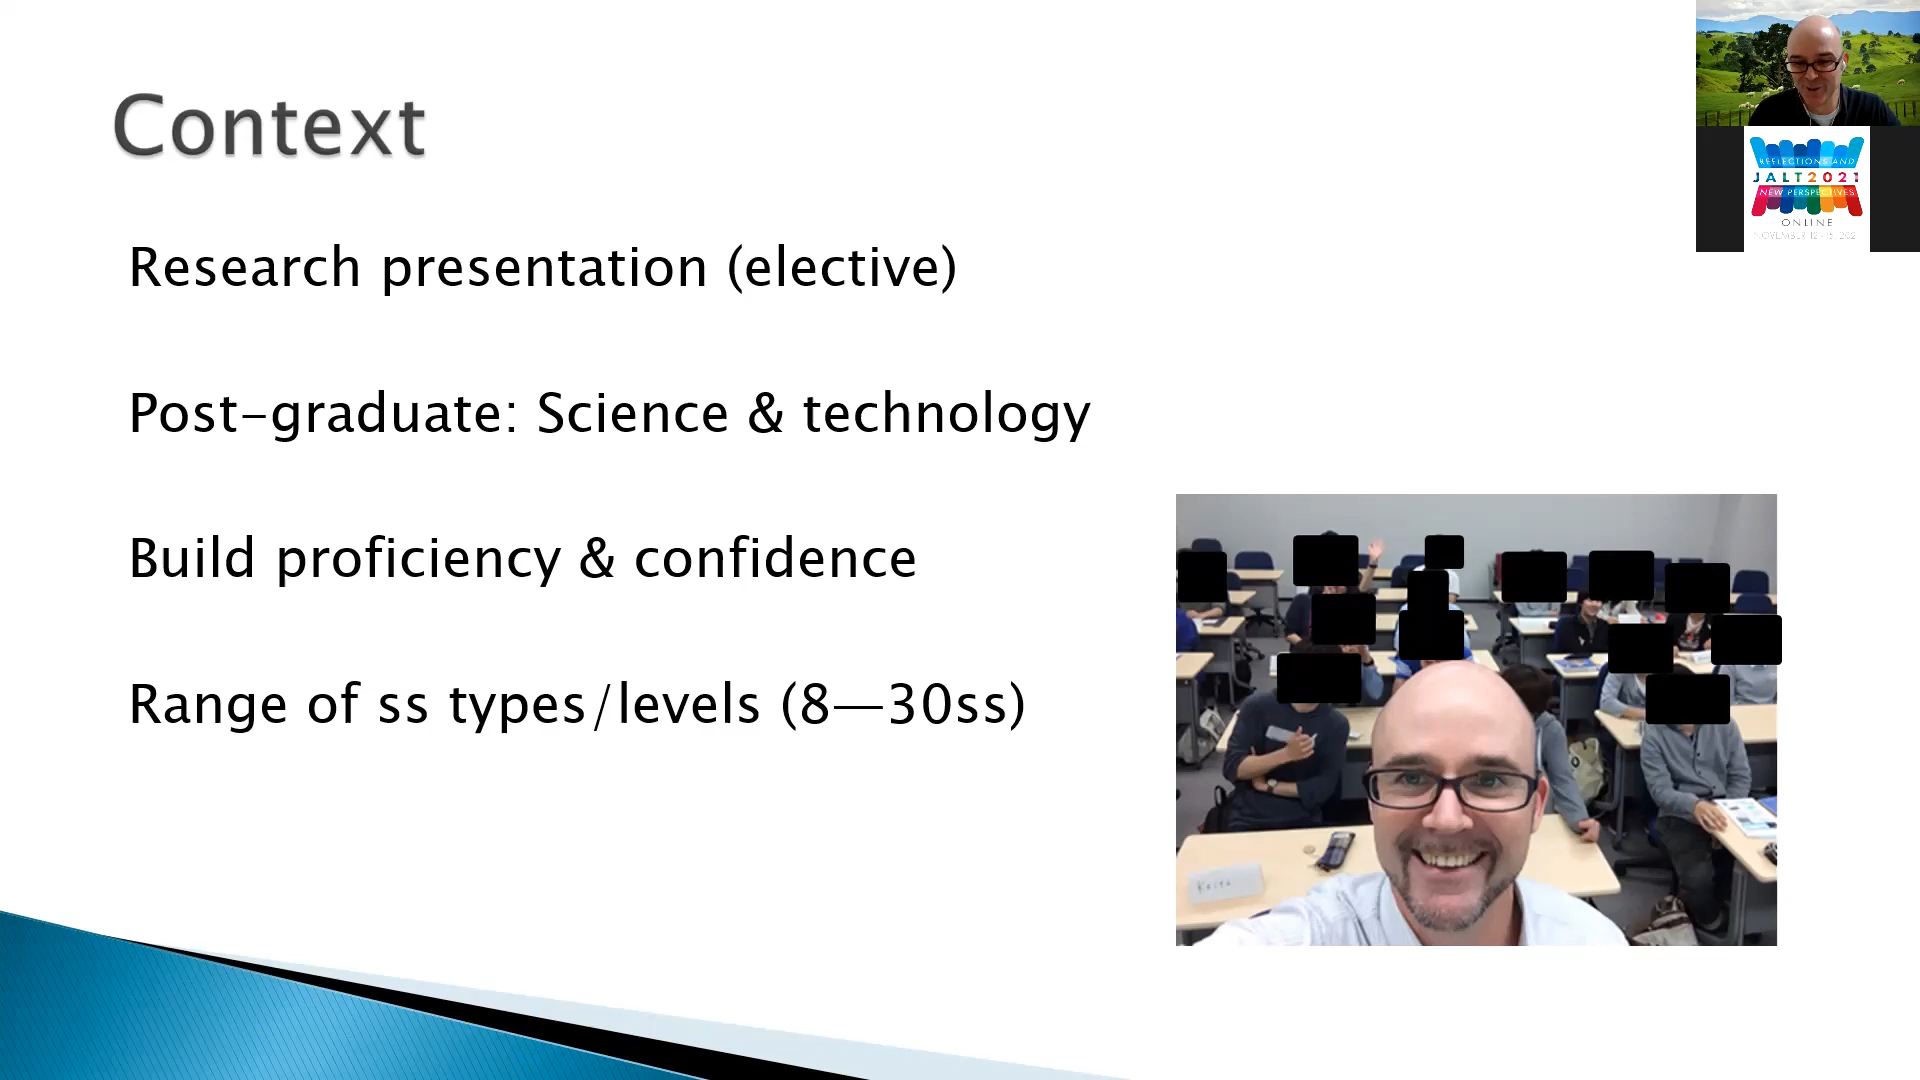 Context
Research presentation (elective)
Post-graduate: Science & technology
Build proficiency & confidence
Range of ss types/levels (8—30ss)
REFLECTIONS AND
JALT2021
NEW PERSPECTIVES
ONLINE